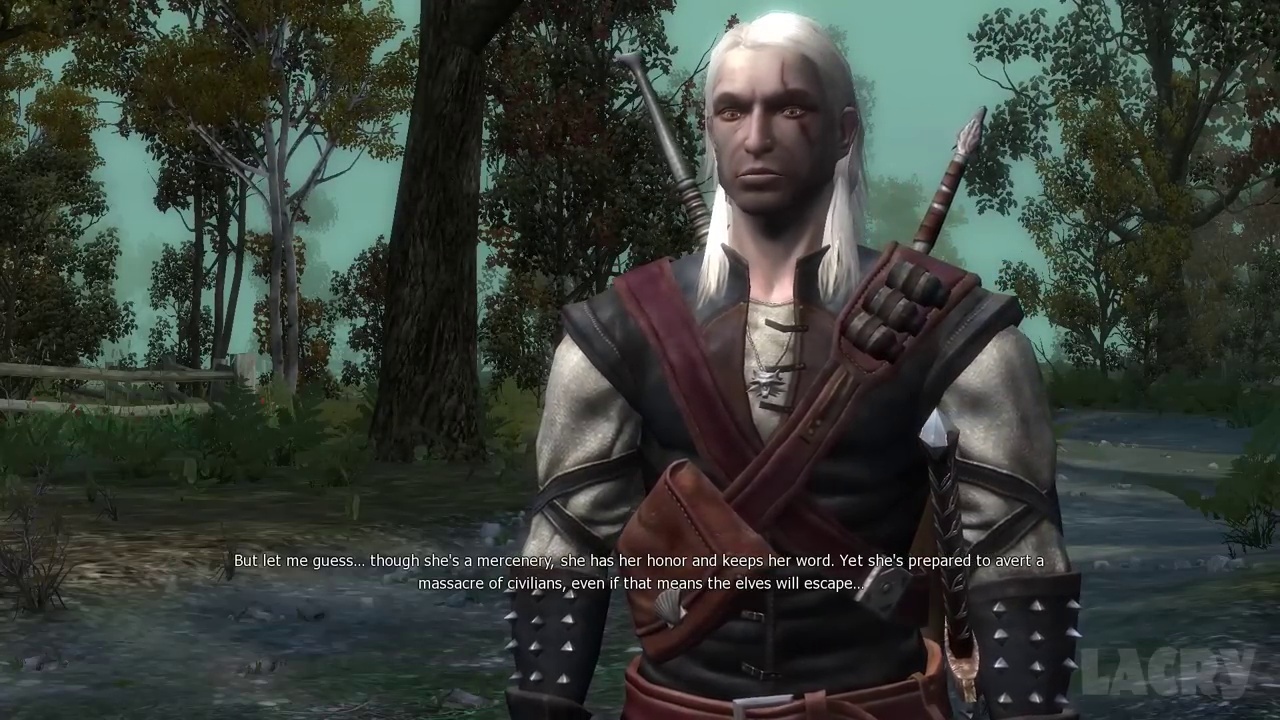 But let me guess... though she's a mercenery, she has her honor and keeps her word. Yet she's prepared to avert a
massacre of civilians, even if that means the elves will escape...
LACRY